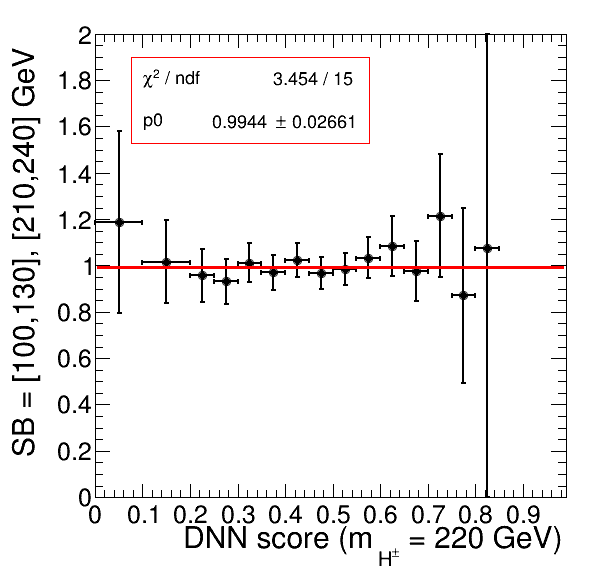 χ² / ndf 3.454 / 15
p0 0.9944 ± 0.02661
SB = [100,130], [210,240] GeV
2
1.8
1.6
1.4
1.2
1
0.8
0.6
0.4
0.2
0
0 0.1 0.2 0.3 0.4 0.5 0.6 0.7 0.8 0.9
DNN score (m_H± = 220 GeV)